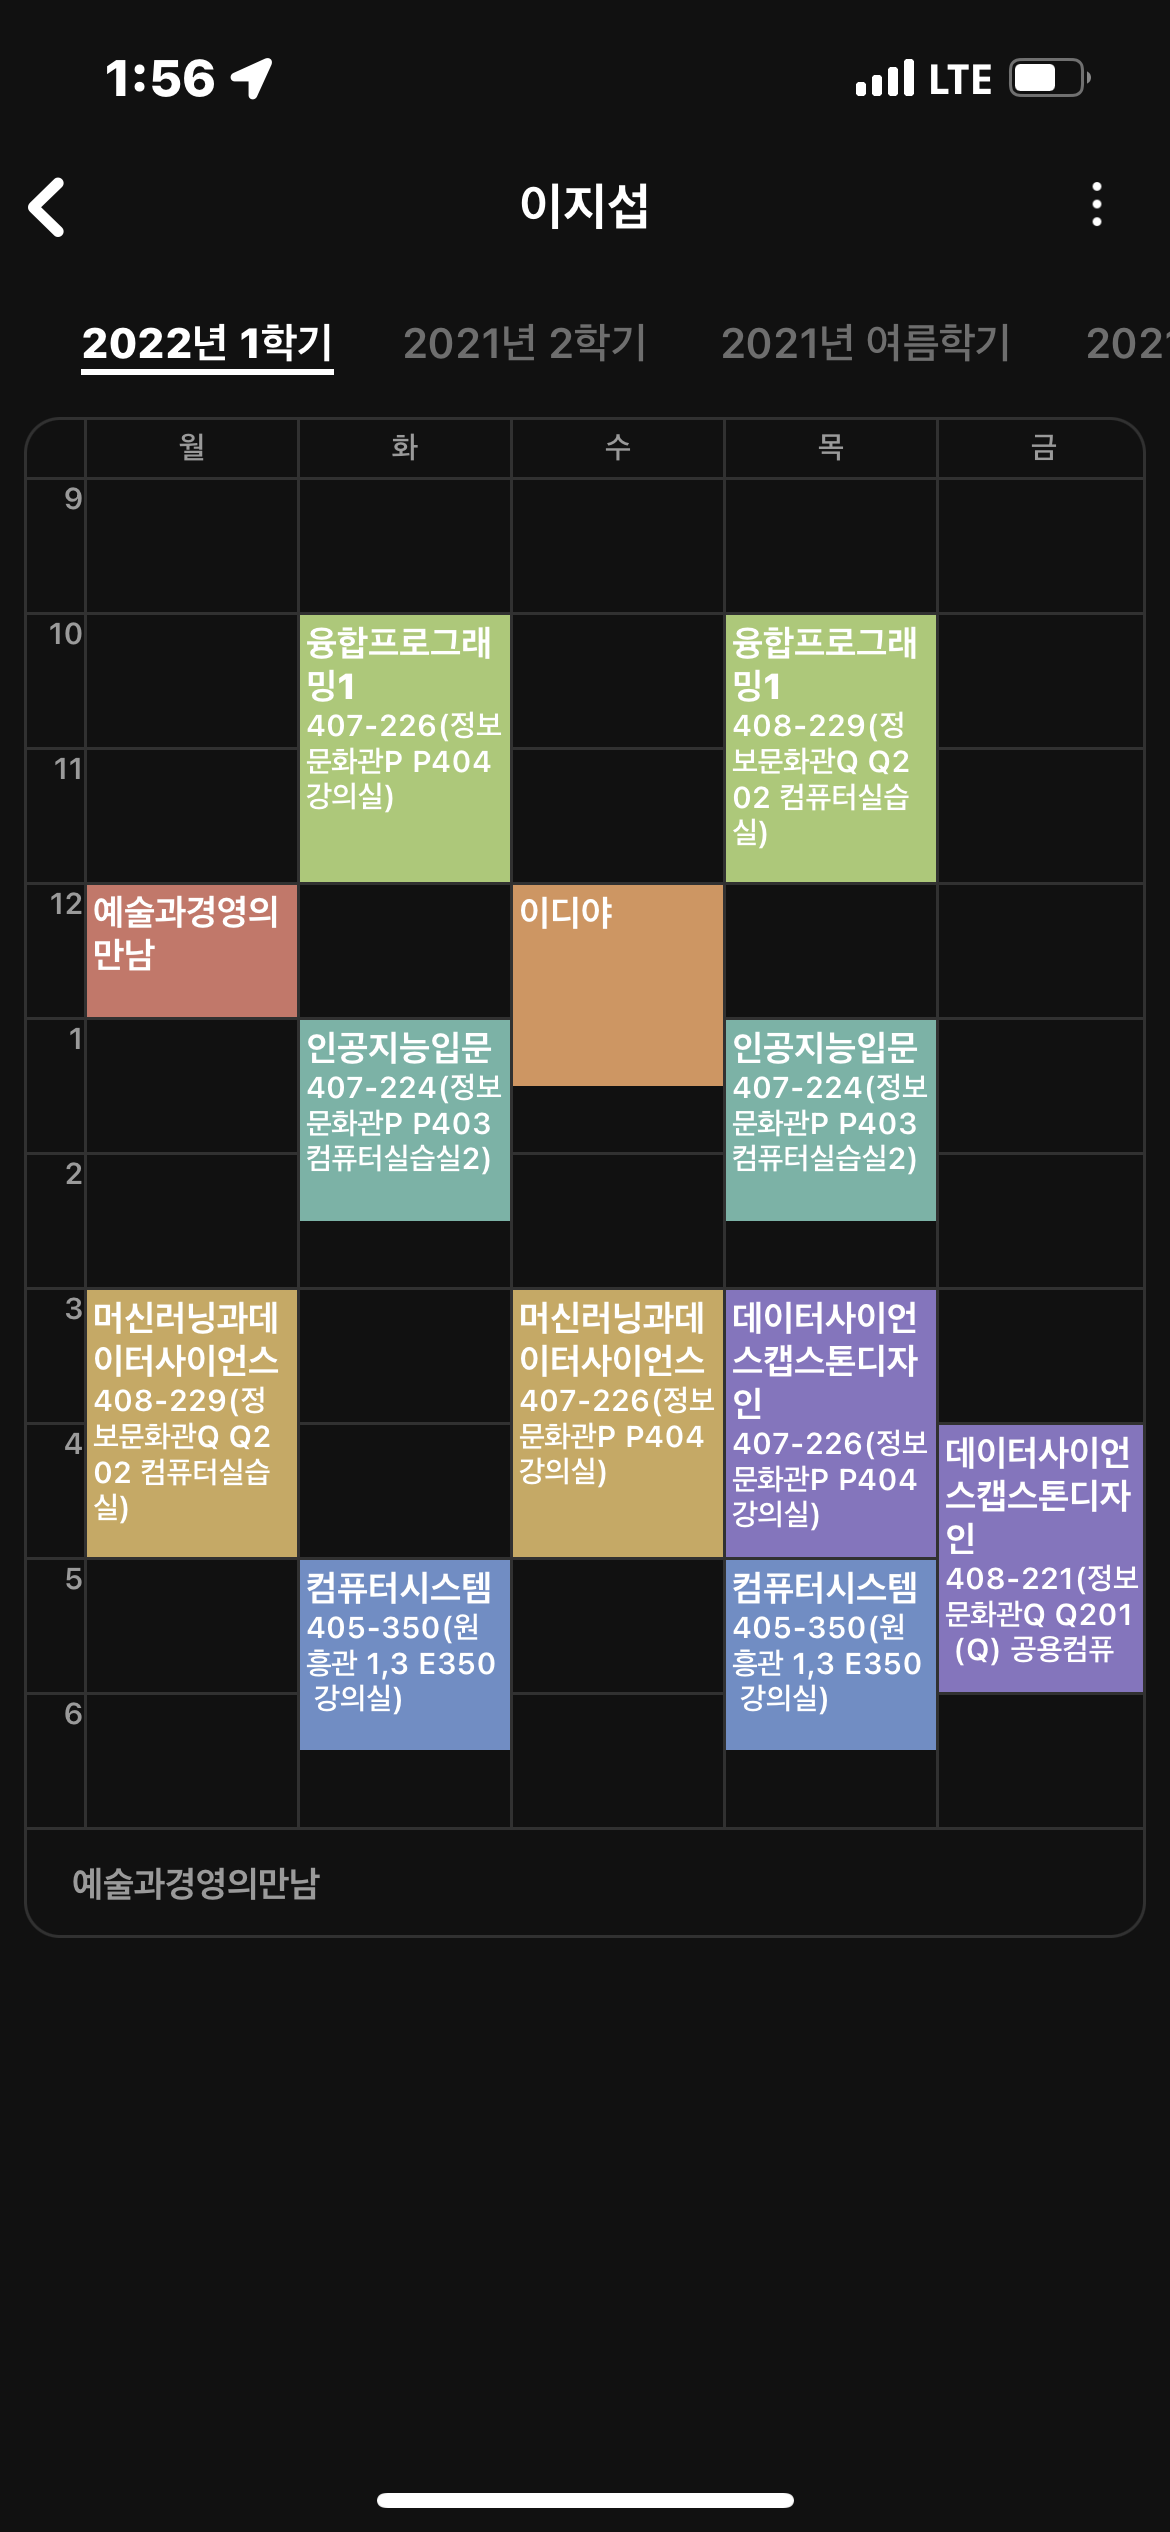 1:56 LTE
이지섭
2022년 1학기 2021년 2학기 2021년 여름학기 202
월 화 수 목 금
9
10
융합프로그래
밍1
407-226(정보
문화관P P404
강의실)
융합프로그래
밍1
408-229(정
보문화관Q Q2
02 컴퓨터실습
실)
11
12
예술과경영의
만남
이디야
1
인공지능입문
407-224(정보
문화관P P403
컴퓨터실습실2)
인공지능입문
407-224(정보
문화관P P403
컴퓨터실습실2)
2
3
머신러닝과데
이터사이언스
408-229(정
보문화관Q Q2
02 컴퓨터실습
실)
머신러닝과데
이터사이언스
407-226(정보
문화관P P404
강의실)
데이터사이언
스캡스톤디자
인
407-226(정보
문화관P P404
강의실)
4
데이터사이언
스캡스톤디자
인
408-221(정보
문화관Q Q201
(Q) 공용컴퓨
5
컴퓨터시스템
405-350(원
흥관 1,3 E350
강의실)
컴퓨터시스템
405-350(원
흥관 1,3 E350
강의실)
6
예술과경영의만남